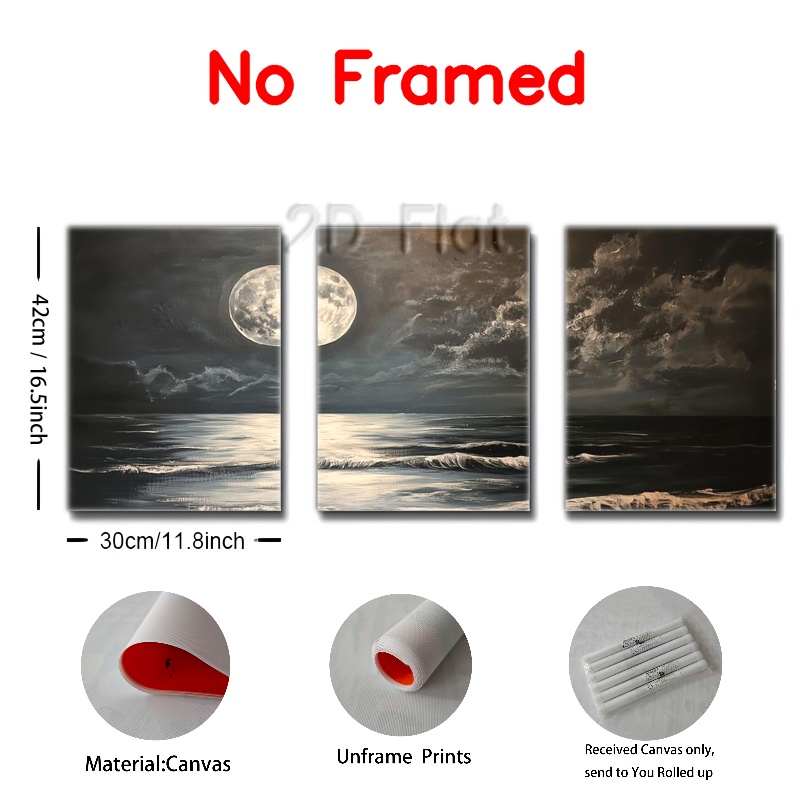 No Framed
2D Flat
42cm / 16.5inch
30cm/11.8inch
Material:Canvas
Unframe Prints
Received Canvas only,
send to You Rolled up